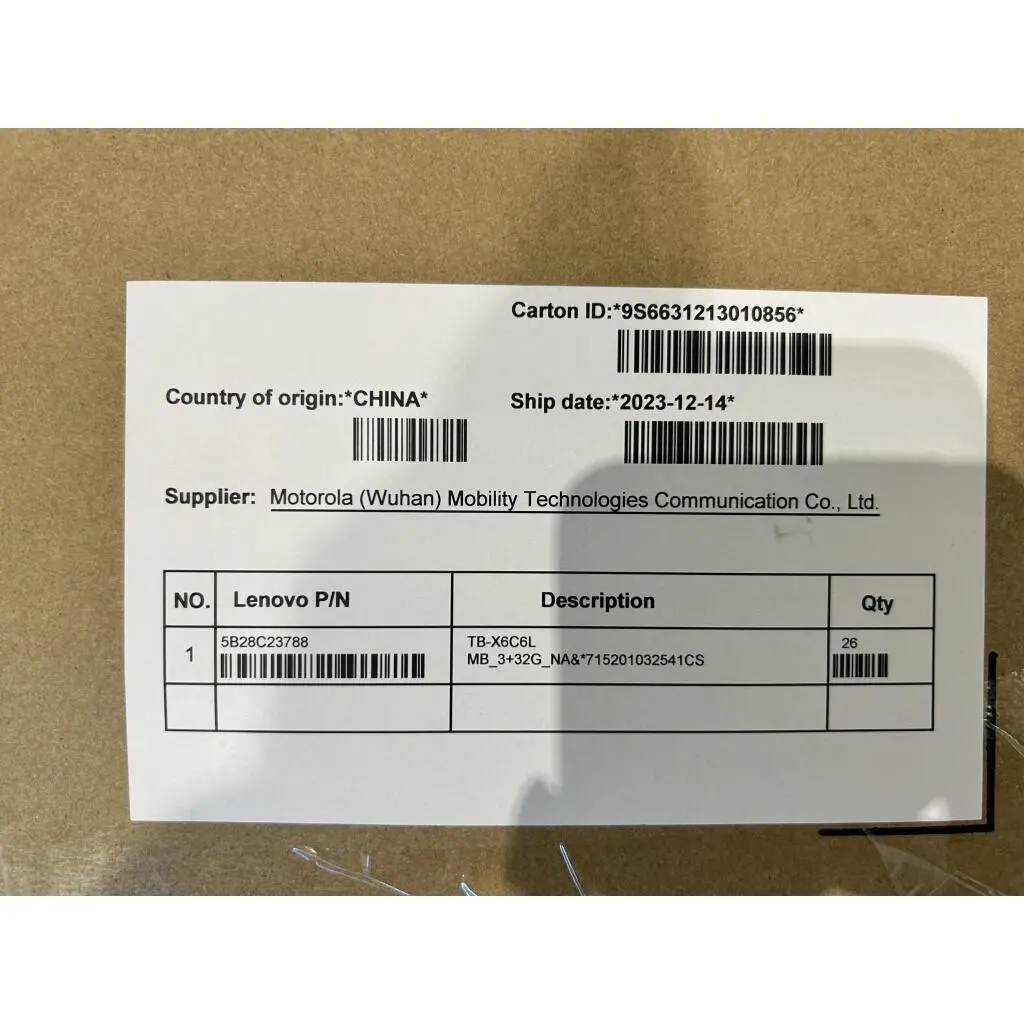 Carton ID:*9S6631213010856*
Country of origin:*CHINA*
Ship date:*2023-12-14*
Supplier: Motorola (Wuhan) Mobility Technologies Communication Co., Ltd.
NO. Lenovo P/N Description Qty
1 5B28C23788 TB-X6C6L 26
MB_3+32G_NA&*715201032541CS